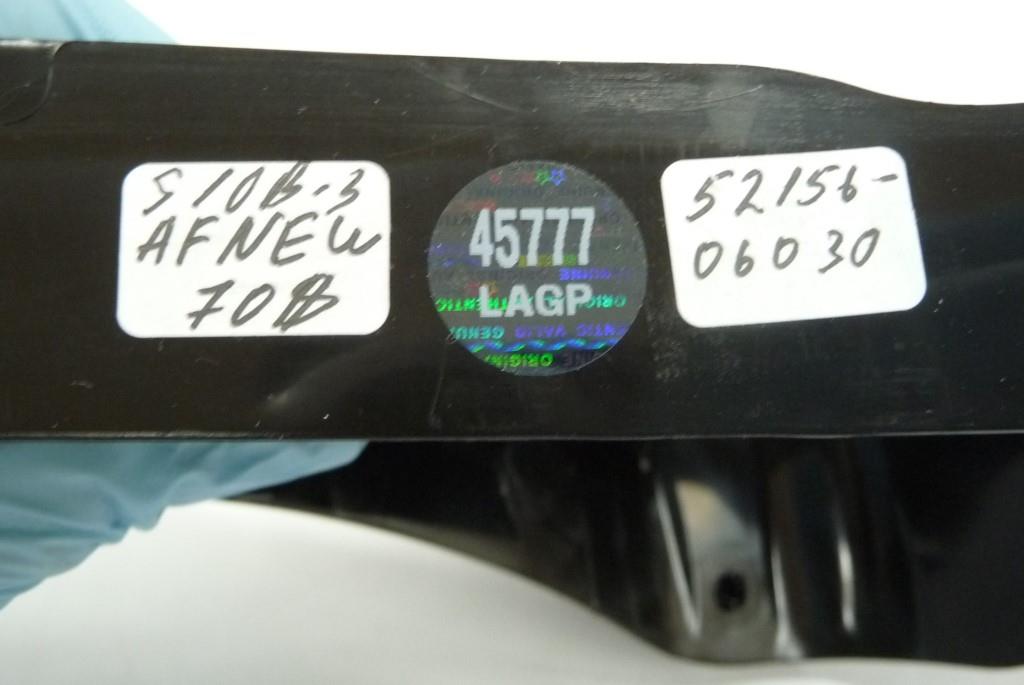 S10B-3
AFNEW
70B
45777
LAGP
52156-
06030